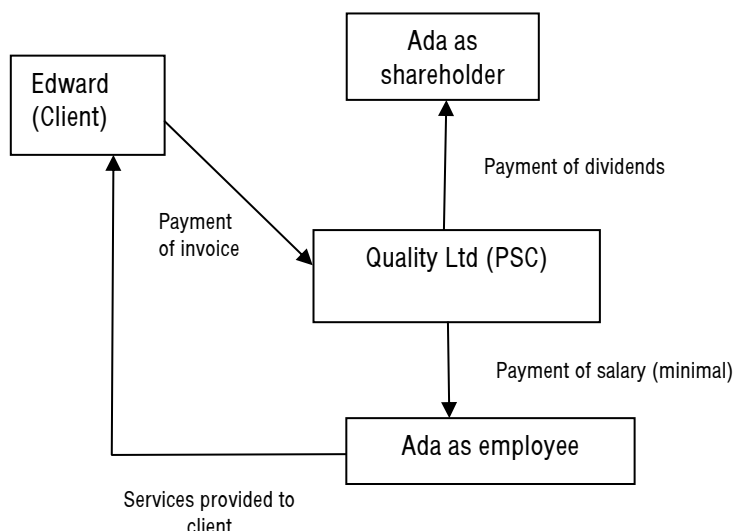 Ada as
shareholder
Edward
(Client)
Payment of dividends
Payment
of invoice
Quality Ltd (PSC)
Payment of salary (minimal)
Ada as employee
Services provided to
client